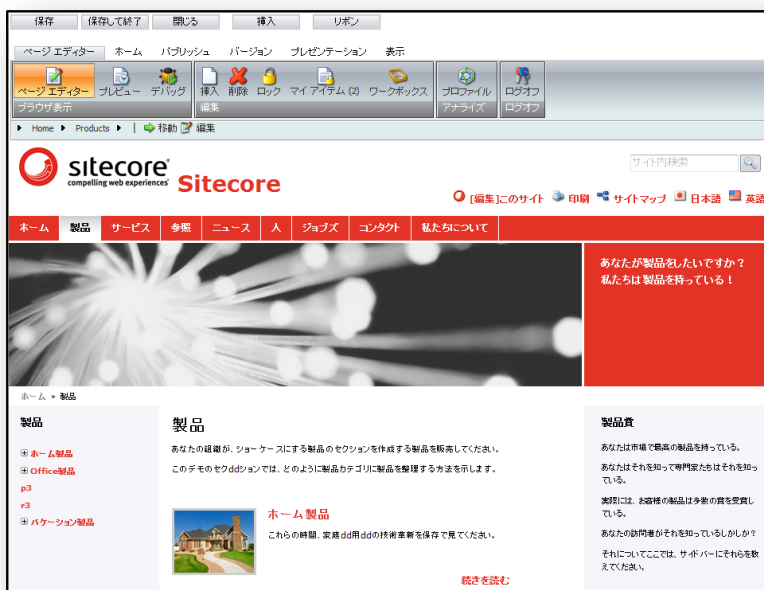 保存 保存して終了 閉じる 挿入 リボン
ページ エディター ホーム パブリッシュ バージョン プレゼンテーション 表示
ページ エディター プレビュー デバッグ 挿入 削除 ロック マイ アイテム (2) ワークボックス プロファイル ログオフ
ブラウザ表示 編集 アナライズ ログオフ
Home Products 移動 編集
sitecore
compelling web experiences
Sitecore
サイト内検索
[編集]このサイト 印刷 サイトマップ 日本語 英語
ホーム 製品 サービス 参照 ニュース 人 ジョブズ コンタクト 私たちについて
あなたが製品をしたいですか？
私たちは製品を持っている！
ホーム » 製品
製品
ホーム製品
Office製品
p3
r3
バケーション製品
製品
あなたの組織が、ショーケースにする製品のセクションを作成する製品を販売してください。
このデモのセクddションでは、どのように製品カテゴリに製品を整理する方法を示します。
ホーム製品
これらの時間、家庭dd用ddの技術革新を保存で見てください。
続きを読む
製品賞
あなたは市場で最高の製品を持っている。
あなたはそれを知って専門家たちはそれを知っ
ている。
実際には、お客様の製品は多数の賞を受賞し
ている。
あなたの訪問者がそれを知っているしかしか？
それについてここでは、サイドバーにそれらを教
えてください。